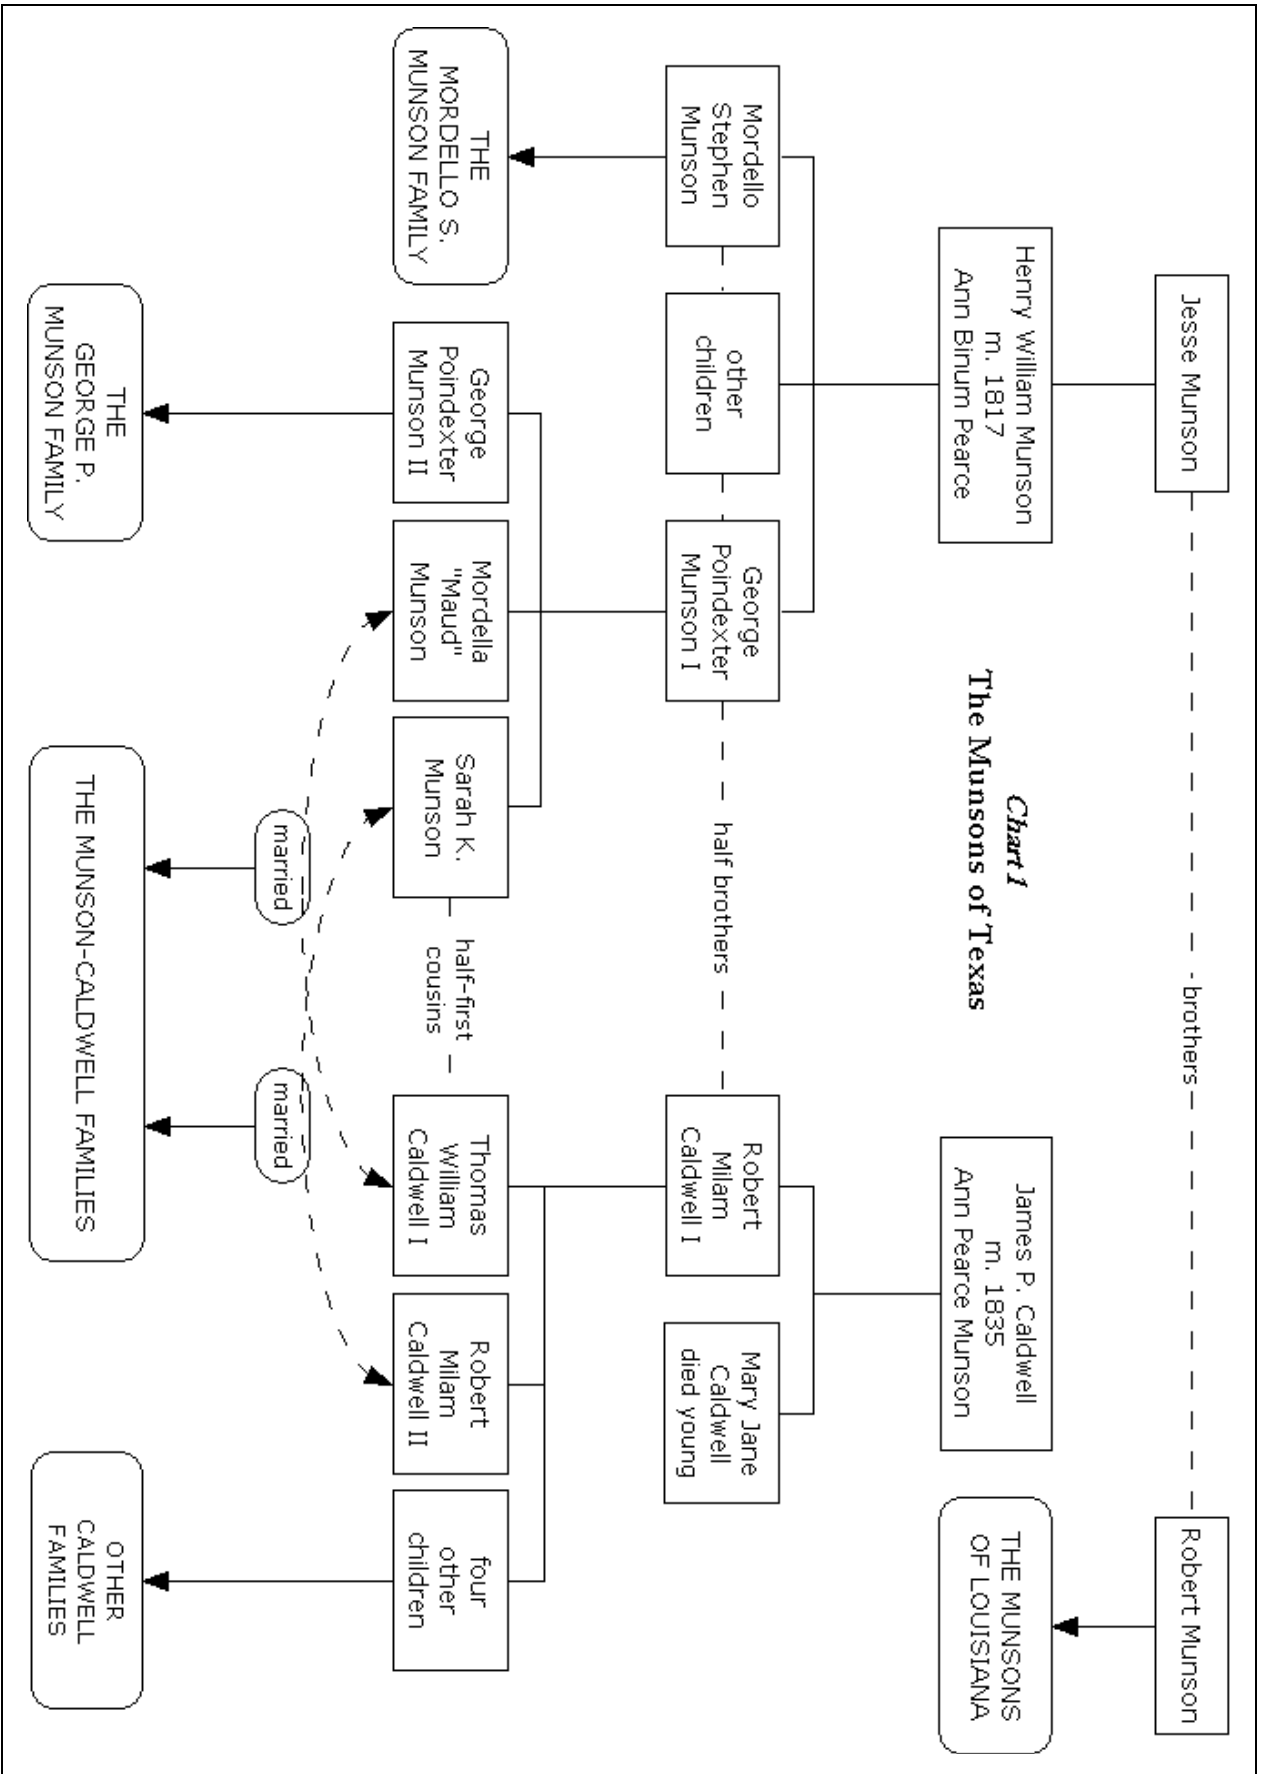 Jesse Munson
- brothers
Robert Munson
Chart 1
The Munsons of Texas
Henry William Munson
m. 1817
Ann Binum Pearce
James P. Caldwell
m. 1835
Ann Pearce Munson
THE MUNSONS
OF LOUISIANA
Mordello
Stephen
Munson
other
children
George
Poindexter
Munson I
half brothers
Robert
Milam
Caldwell I
Mary Jane
Caldwell
died young
THE
MORDELLO S.
MUNSON FAMILY
George
Poindexter
Munson II
Mordella
"Maud"
Munson
Sarah K.
Munson
half-first
cousins
Thomas
William
Caldwell I
Robert
Milam
Caldwell II
four
other
children
married
married
THE
GEORGE P.
MUNSON FAMILY
THE MUNSON-CALDWELL FAMILIES
OTHER
CALDWELL
FAMILIES